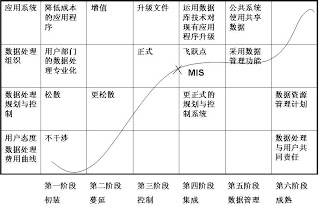 应用系统
降低成本
的应用程
序
增值
升级文件
运用数据
库技术对
现有应用
程序升级
公共系统
使用共享
数据
数据处理
组织
用户部门
的数据处
理专业化
正式
飞跃点
采用数据
管理功能
MIS
数据处理
规划与控
制
松散
更松散
更正式的
规划与控
制系统
数据资源
管理计划
用户态度
数据处理
费用曲线
不干涉
数据处理
与用户共
同责任
第一阶段
初装
第二阶段
蔓延
第三阶段
控制
第四阶段
集成
第五阶段
数据管理
第六阶段
成熟